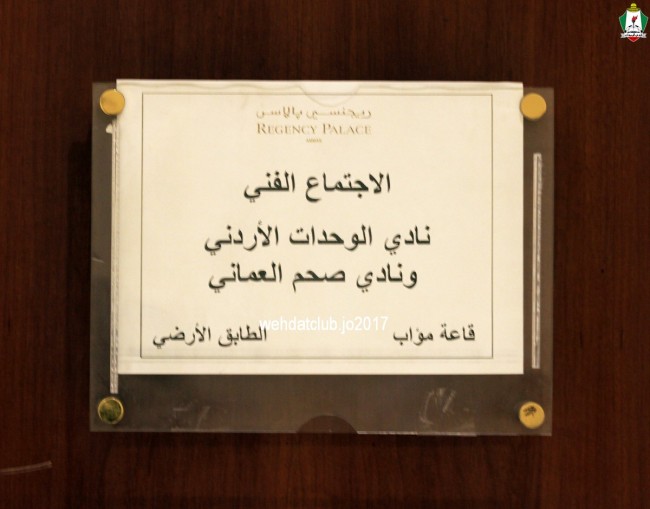 ريجنسي بالاس
REGENCY PALACE
الاجتماع الفني
نادي الوحدات الأردني
ونادي صحم العماني
wehdatclub.jo2017
قاعة مؤاب الطابق الأرضي